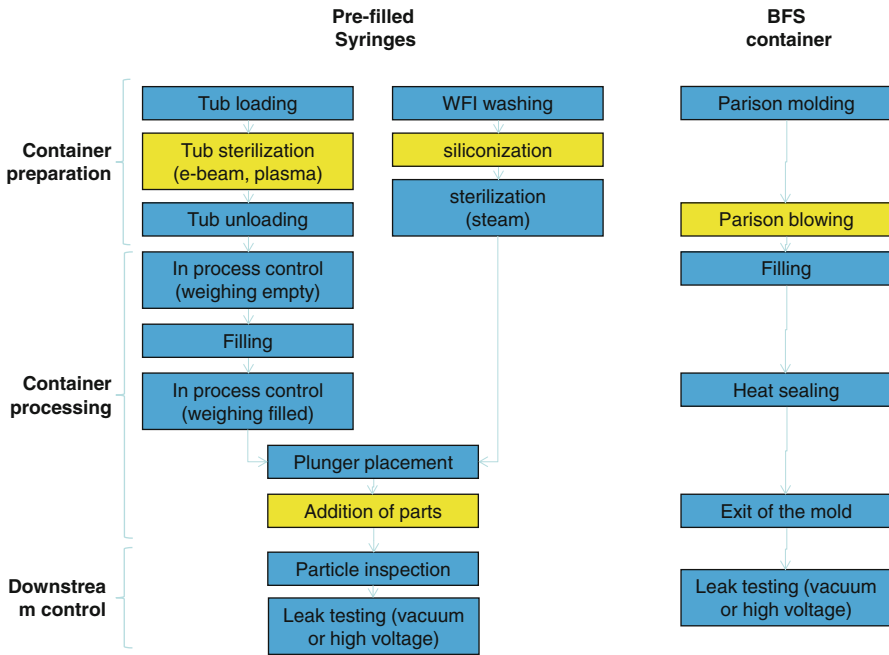 Pre-filled
Syringes
BFS
container
Container
preparation
Tub loading
Tub sterilization
(e-beam, plasma)
Tub unloading
WFI washing
siliconization
sterilization
(steam)
Parison molding
Parison blowing
Container
processing
In process control
(weighing empty)
Filling
In process control
(weighing filled)
Plunger placement
Addition of parts
Filling
Heat sealing
Exit of the mold
Downstrea
m control
Particle inspection
Leak testing (vacuum
or high voltage)
Leak testing (vacuum
or high voltage)